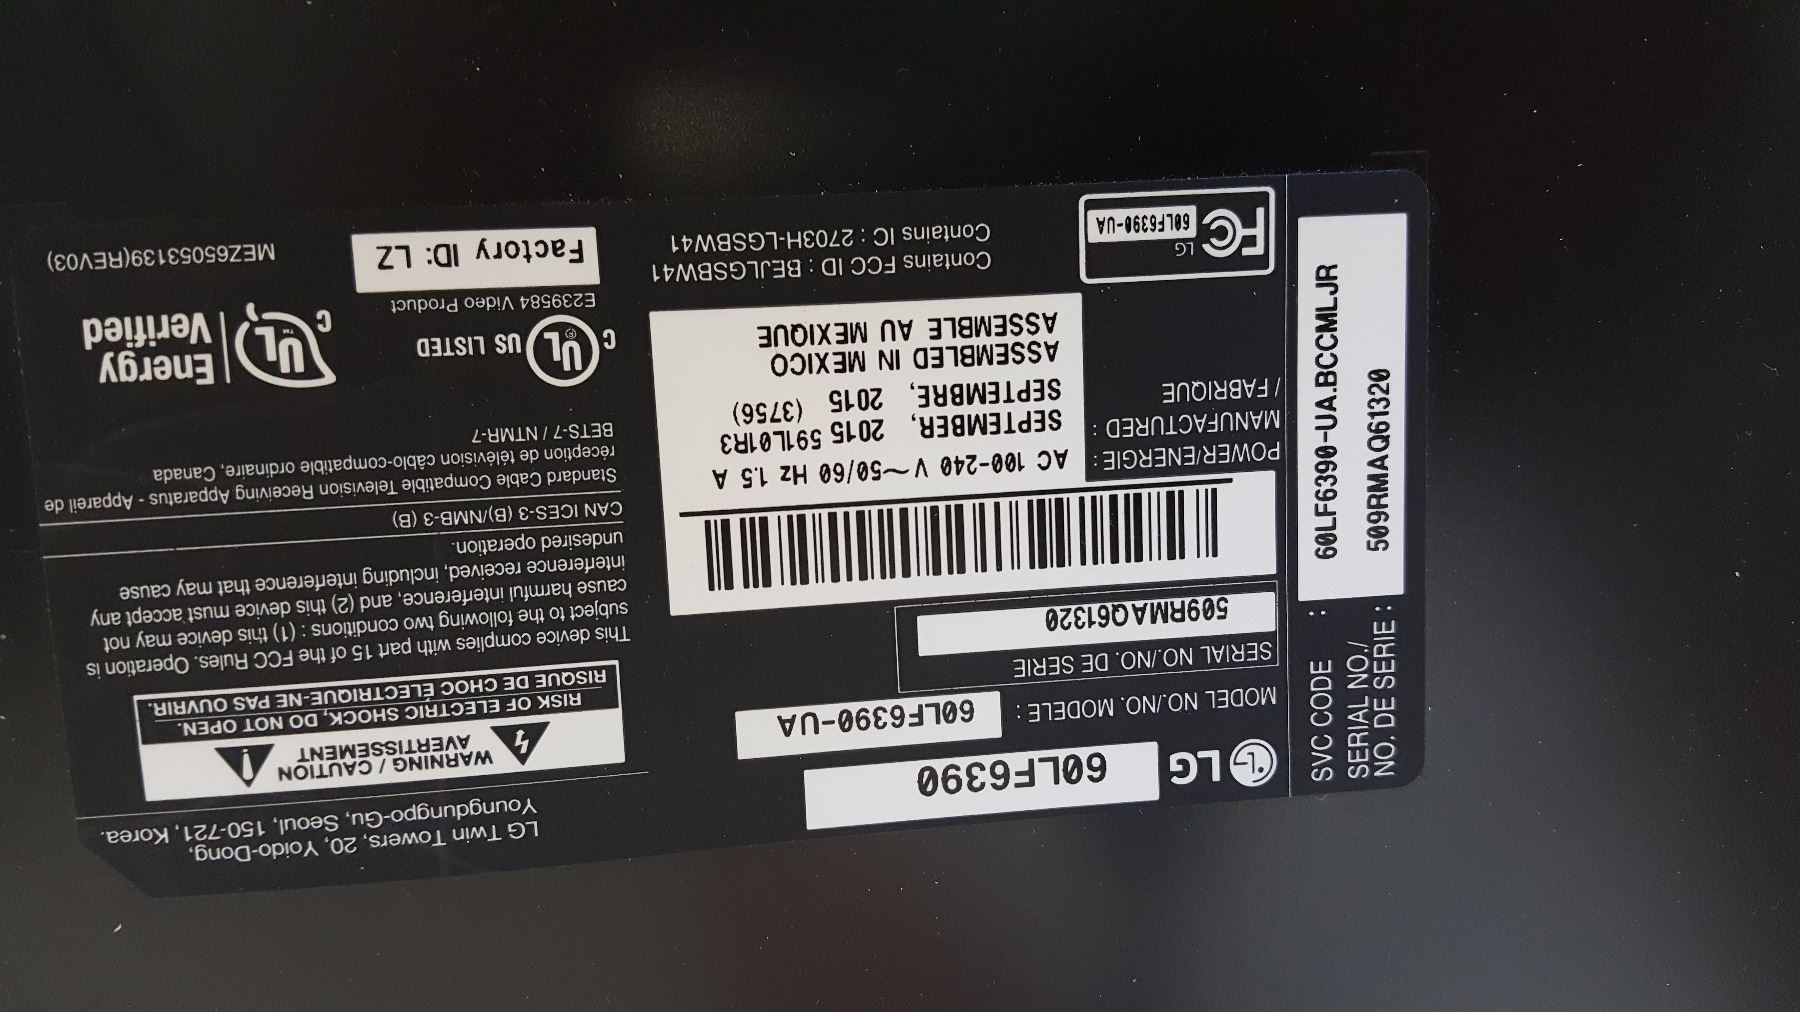 LG 60LF6390
MODEL NO./NO. MODELE : 60LF6390-UA
SERIAL NO./NO. DE SERIE
509RMAQ61320
POWER/ENERGIE : AC 100-240 V ~50/60 Hz 1.5 A
MANUFACTURED : SEPTEMBER, 2015 591L01R3
/ FABRIQUE SEPTEMBRE, 2015 (3756)
ASSEMBLED IN MEXICO
ASSEMBLE AU MEXIQUE
FC LG
60LF6390-UA
Contains FCC ID : BEJLGSBW41
Contains IC : 2703H-LGSBW41
LG Twin Towers, 20, Yoido-Dong,
Youngdungpo-Gu, Seoul, 150-721, Korea.
WARNING / CAUTION
AVERTISSEMENT
RISK OF ELECTRIC SHOCK, DO NOT OPEN.
RISQUE DE CHOC ÉLECTRIQUE-NE PAS OUVRIR.
This device complies with part 15 of the FCC Rules. Operation is
subject to the following two conditions : (1) this device may not
cause harmful interference, and (2) this device must accept any
interference received, including interference that may cause
undesired operation.
CAN ICES-3 (B)/NMB-3 (B)
Standard Cable Compatible Television Receiving Apparatus - Appareil de
réception de télévision câblo-compatible ordinaire, Canada
BETS-7 / NTMR-7
C UL ® US LISTED
E239584 Video Product
C UL ™ Energy
Verified
Factory ID: LZ
MEZ65053139(REV03)
SVC CODE : 60LF6390-UA.BCCMLJR
SERIAL NO./
NO. DE SERIE : 509RMAQ61320